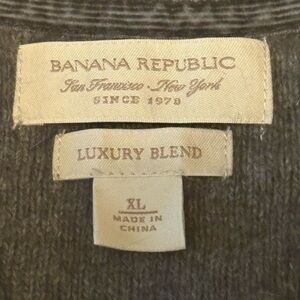 BANANA REPUBLIC
San Francisco · New York
SINCE 1978
LUXURY BLEND
XL
MADE IN
CHINA